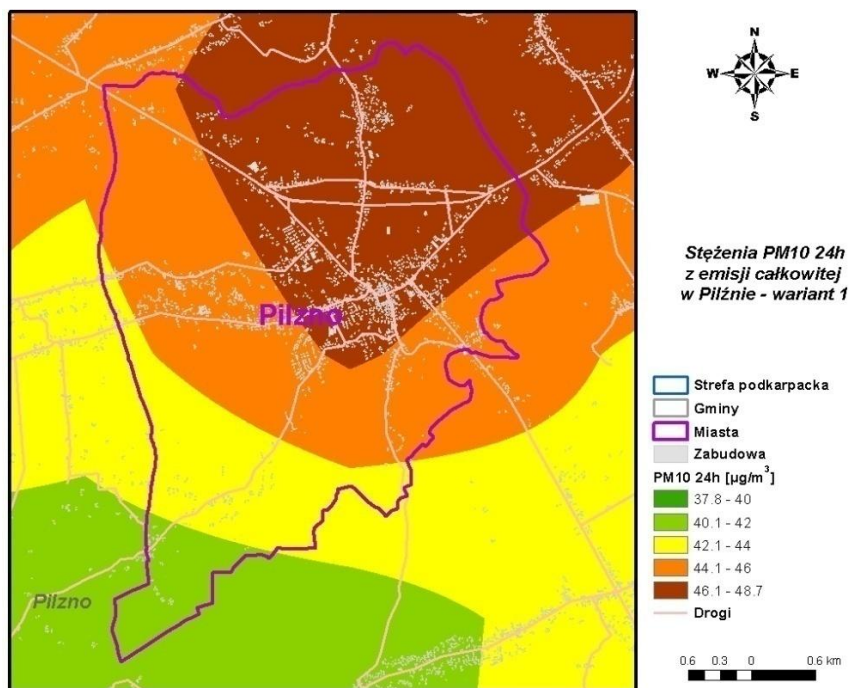 N
W E
S
Stężenia PM10 24h
z emisji całkowitej
w Pilźnie - wariant 1
Pilzno
Pilzno
Strefa podkarpacka
Gminy
Miasta
Zabudowa
PM10 24h [µg/m³]
37.8 - 40
40.1 - 42
42.1 - 44
44.1 - 46
46.1 - 48.7
Drogi
0.6 0.3 0 0.6 km